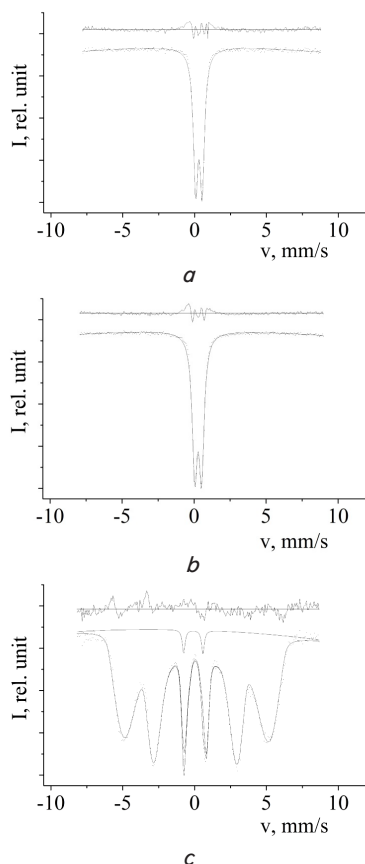 I, rel. unit
-10 -5 0 5 10
v, mm/s
a
I, rel. unit
-10 -5 0 5 10
v, mm/s
b
I, rel. unit
-10 -5 0 5 10
v, mm/s
c